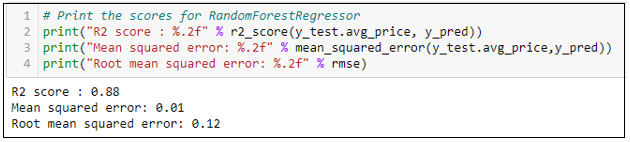 1 # Print the scores for RandomForestRegressor
2 print("R2 score : %.2f" % r2_score(y_test.avg_price, y_pred))
3 print("Mean squared error: %.2f" % mean_squared_error(y_test.avg_price,y_pred))
4 print("Root mean squared error: %.2f" % rmse)
R2 score : 0.88
Mean squared error: 0.01
Root mean squared error: 0.12